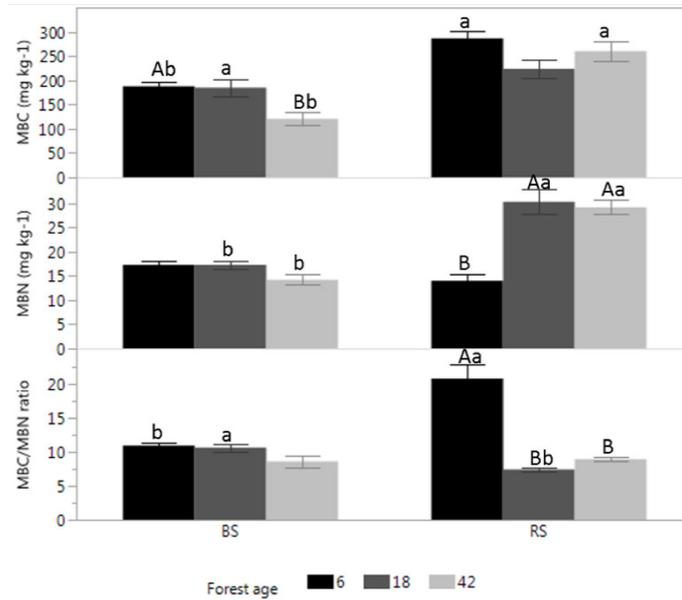 MBC (mg kg-1)
300
250
200
150
100
50
0
Ab
a
Bb
a
a
MBN (mg kg-1)
30
25
20
15
10
5
0
b
b
B
Aa
Aa
MBC/MBN ratio
20
15
10
5
0
b
a
Aa
Bb
B
BS
RS
Forest age
6
18
42